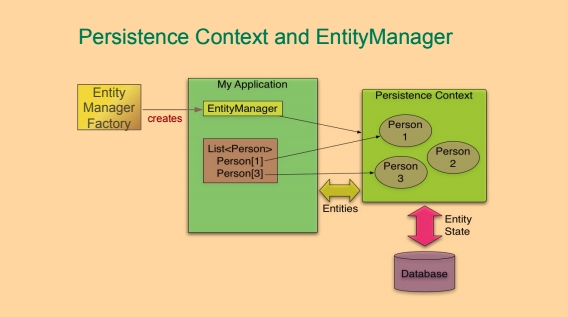 Persistence Context and EntityManager
Entity
Manager
Factory
creates
My Application
EntityManager
List<Person>
Person[1]
Person[3]
Entities
Persistence Context
Person
1
Person
2
Person
3
Entity
State
Database